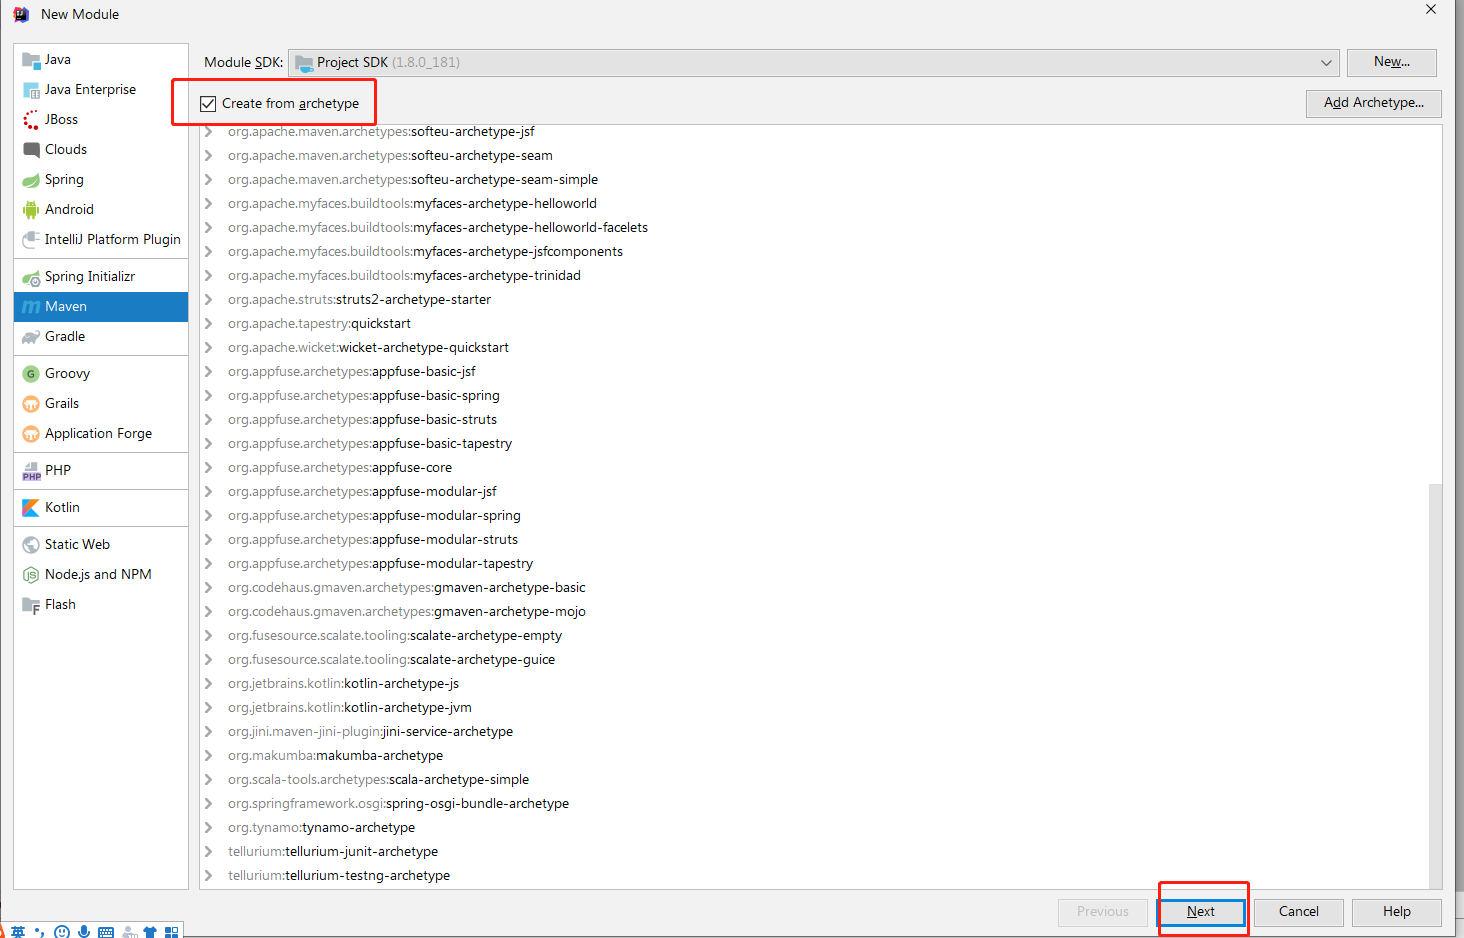 New Module
Java
Java Enterprise
JBoss
Clouds
Spring
Android
IntelliJ Platform Plugin
Spring Initializr
Maven
Gradle
Groovy
Grails
Application Forge
PHP
Kotlin
Static Web
Node.js and NPM
Flash
Module SDK: Project SDK (1.8.0_181) New...
Create from archetype Add Archetype...
org.apache.maven.archetypes:softeu-archetype-jsf
org.apache.maven.archetypes:softeu-archetype-seam
org.apache.maven.archetypes:softeu-archetype-seam-simple
org.apache.myfaces.buildtools:myfaces-archetype-helloworld
org.apache.myfaces.buildtools:myfaces-archetype-helloworld-facelets
org.apache.myfaces.buildtools:myfaces-archetype-jsfcomponents
org.apache.myfaces.buildtools:myfaces-archetype-trinidad
org.apache.struts:struts2-archetype-starter
org.apache.tapestry:quickstart
org.apache.wicket:wicket-archetype-quickstart
org.appfuse.archetypes:appfuse-basic-jsf
org.appfuse.archetypes:appfuse-basic-spring
org.appfuse.archetypes:appfuse-basic-struts
org.appfuse.archetypes:appfuse-basic-tapestry
org.appfuse.archetypes:appfuse-core
org.appfuse.archetypes:appfuse-modular-jsf
org.appfuse.archetypes:appfuse-modular-spring
org.appfuse.archetypes:appfuse-modular-struts
org.appfuse.archetypes:appfuse-modular-tapestry
org.codehaus.gmaven.archetypes:gmaven-archetype-basic
org.codehaus.gmaven.archetypes:gmaven-archetype-mojo
org.fusesource.scalate.tooling:scalate-archetype-empty
org.fusesource.scalate.tooling:scalate-archetype-guice
org.jetbrains.kotlin:kotlin-archetype-js
org.jetbrains.kotlin:kotlin-archetype-jvm
org.jini.maven-jini-plugin:jini-service-archetype
org.makumba:makumba-archetype
org.scala-tools.archetypes:scala-archetype-simple
org.springframework.osgi:spring-osgi-bundle-archetype
org.tynamo:tynamo-archetype
tellurium:tellurium-junit-archetype
tellurium:tellurium-testng-archetype
Previous Next Cancel Help
英